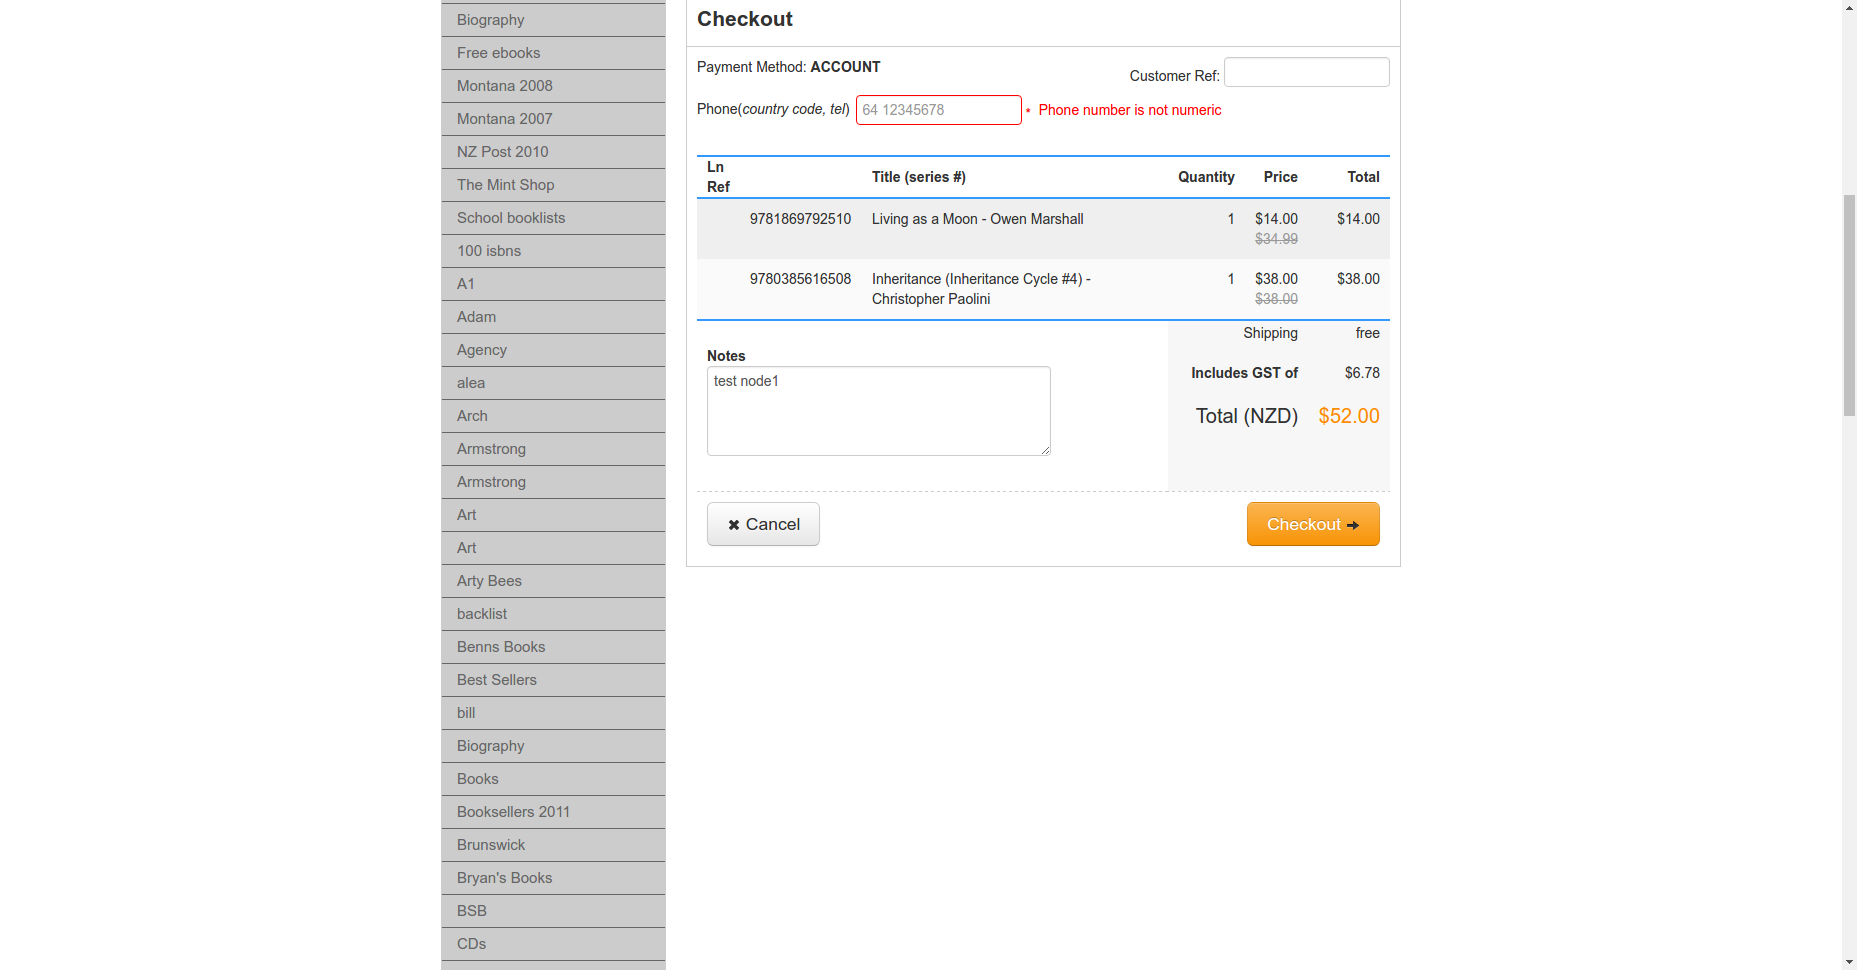 Biography
Free ebooks
Montana 2008
Montana 2007
NZ Post 2010
The Mint Shop
School booklists
100 isbns
A1
Adam
Agency
alea
Arch
Armstrong
Armstrong
Art
Art
Arty Bees
backlist
Benns Books
Best Sellers
bill
Biography
Books
Booksellers 2011
Brunswick
Bryan's Books
BSB
CDs
Checkout
Payment Method: ACCOUNT
Customer Ref:
Phone(country code, tel) 64 12345678 * Phone number is not numeric
Ln Ref Title (series #) Quantity Price Total
9781869792510 Living as a Moon - Owen Marshall 1 $14.00 $14.00
$34.99
9780385616508 Inheritance (Inheritance Cycle #4) - 1 $38.00 $38.00
Christopher Paolini $38.00
Shipping free
Notes
test node1
Includes GST of $6.78
Total (NZD) $52.00
Cancel
Checkout